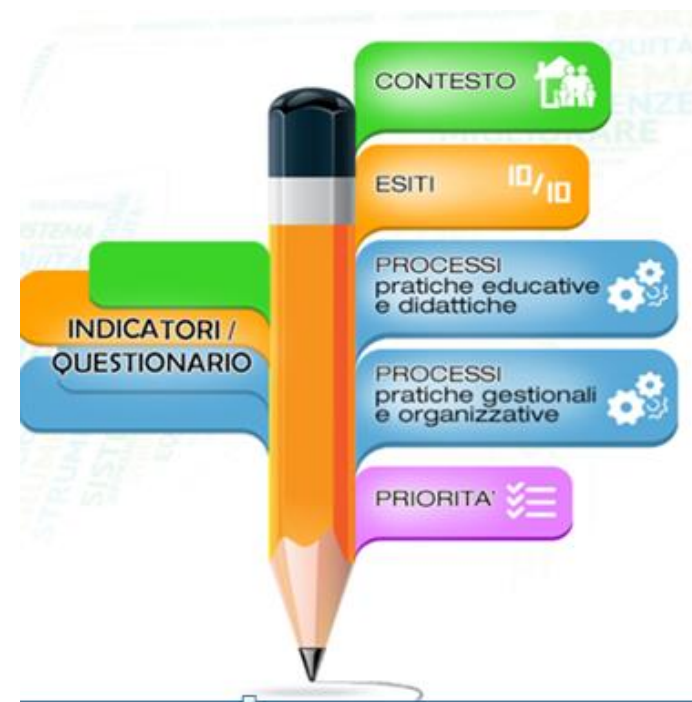 CONTESTO
ESITI
10/10
PROCESSI
pratiche educative
e didattiche
PROCESSI
pratiche gestionali
e organizzative
PRIORITA'
INDICATORI /
QUESTIONARIO